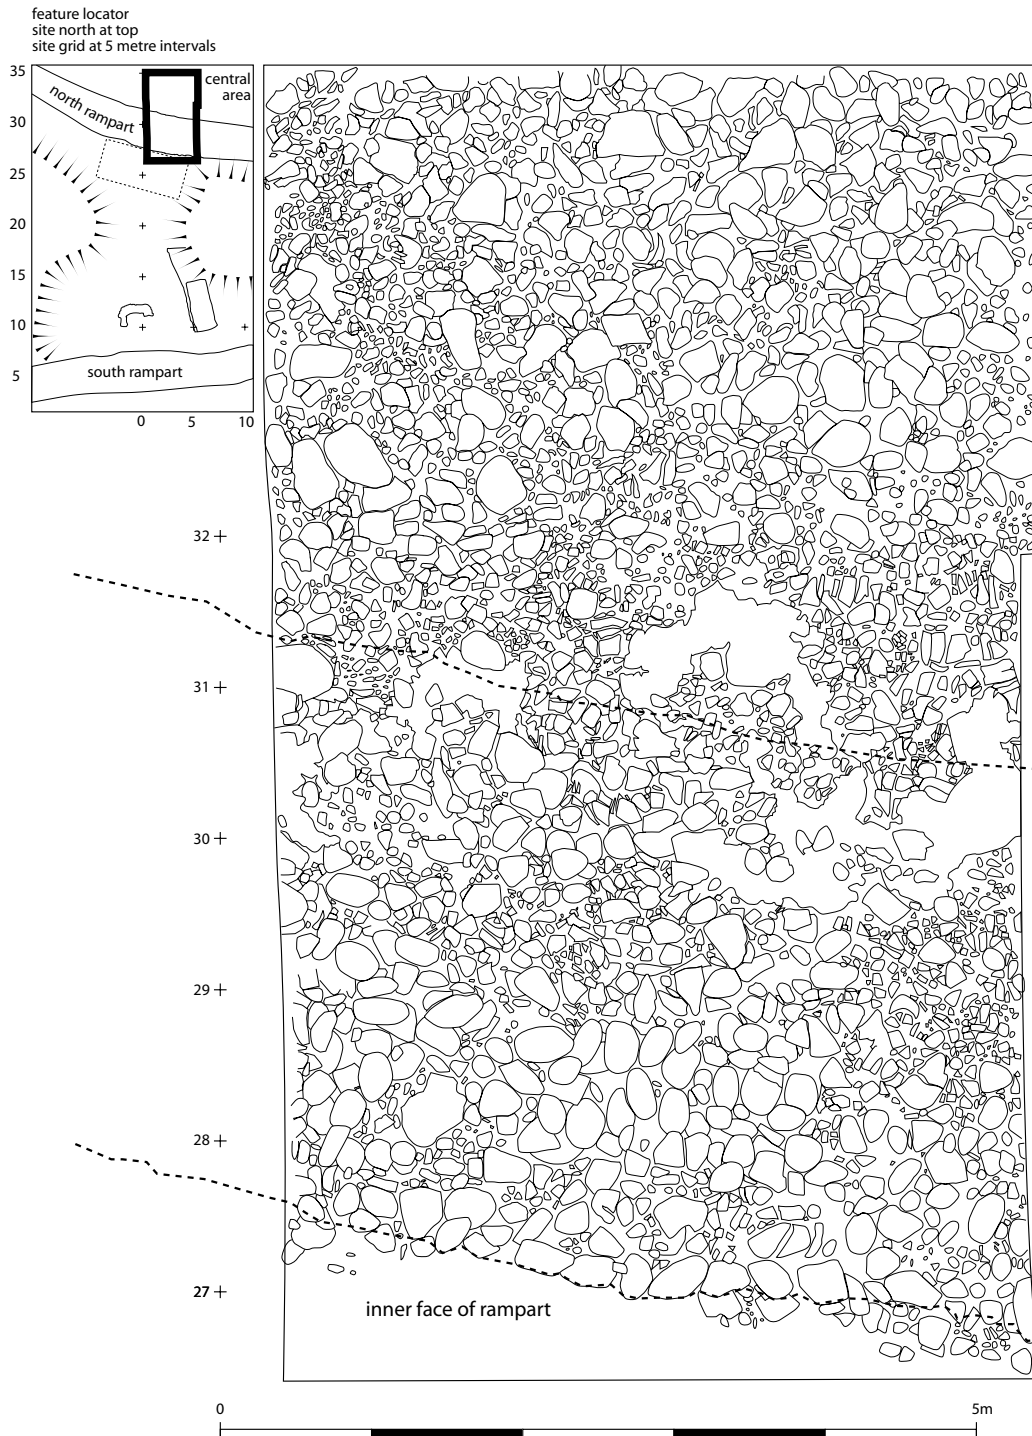 feature locator
site north at top
site grid at 5 metre intervals
35
central
area
north rampart
30
25
20
15
10
south rampart
5
0 5 10
32
31
30
29
28
27
inner face of rampart
0 5m